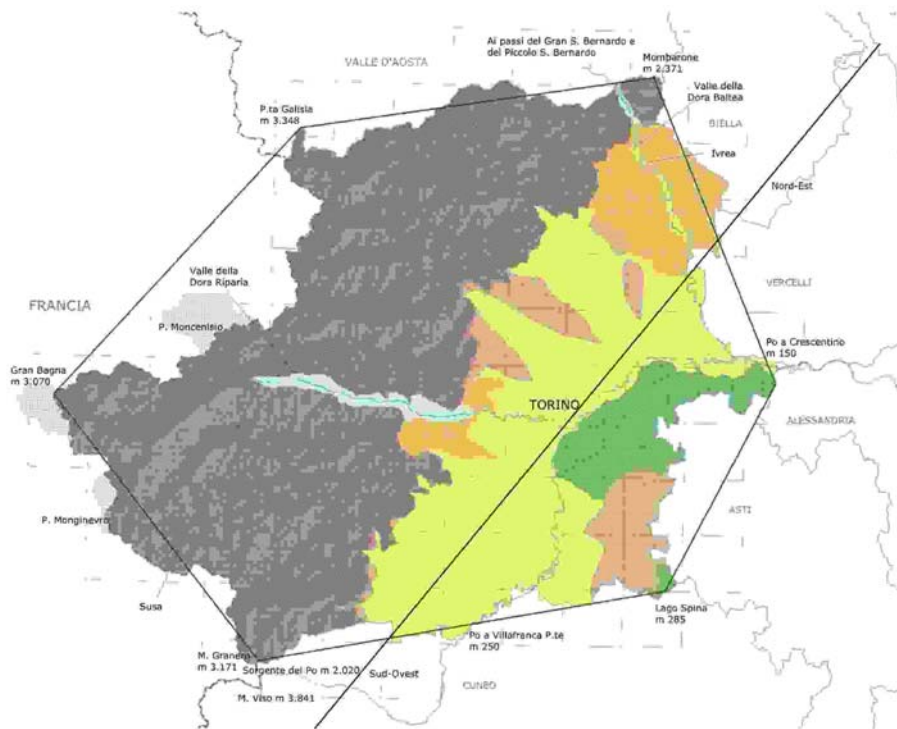 Ai passi del Gran S. Bernardo e
del Piccolo S. Bernardo
Mombarone
m 2.371
VALLE D'AOSTA
Valle della
Dora Baltea
P.ta Galisia
m 3.348
BIELLA
Ivrea
Nord-Est
Valle della
Dora Riparia
VERCELLI
FRANCIA
P. Moncenisio
Po a Crescentino
m 150
Gran Bagna
m 3.070
TORINO
ALESSANDRIA
ASTI
P. Monginevro
Susa
Lago Spina
m 285
Po a Villafranca P.te
m 250
M. Granero
m 3.171
Sorgente del Po m 2.020
Sud-Ovest
CUNEO
M. Viso m 3.841